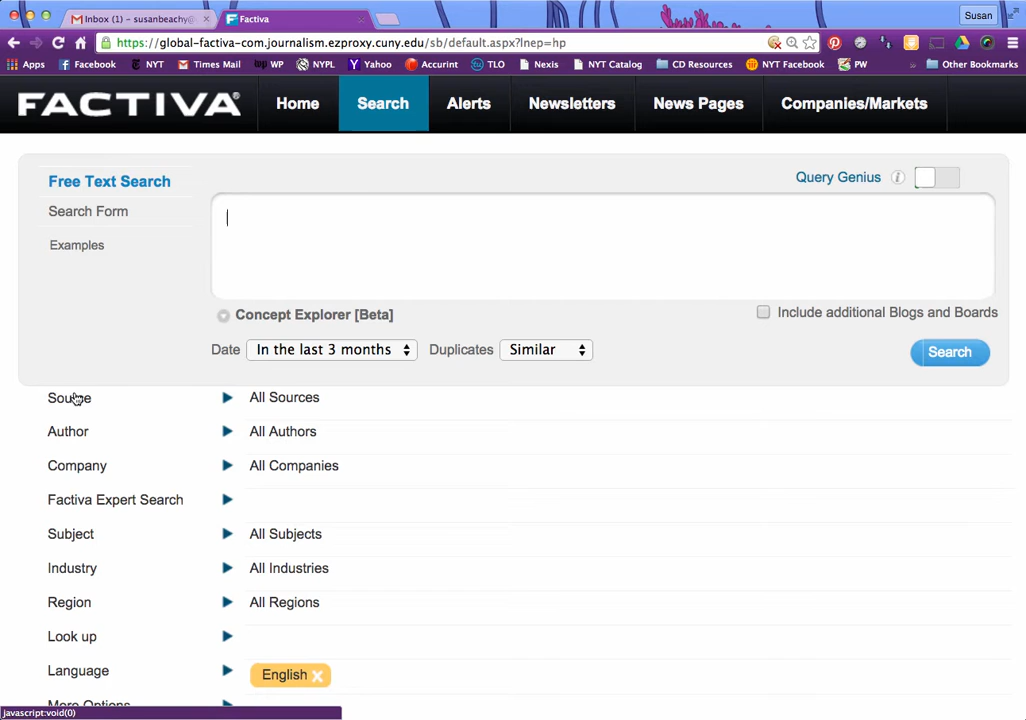 Inbox (1) - susanbeachy@ × Factiva × Susan
https://global-factiva-com.journalism.ezproxy.cuny.edu/sb/default.aspx?lnep=hp
Apps Facebook NYT Times Mail WP NYPL Yahoo Accurint TLO Nexis NYT Catalog CD Resources NYT Facebook PW » Other Bookmarks
FACTIVA® Home Search Alerts Newsletters News Pages Companies/Markets
Free Text Search Query Genius i
Search Form
Examples
Concept Explorer [Beta] Include additional Blogs and Boards
Date In the last 3 months Duplicates Similar Search
Source All Sources
Author All Authors
Company All Companies
Factiva Expert Search
Subject All Subjects
Industry All Industries
Region All Regions
Look up
Language English ×
More Options
javascript:void(0)